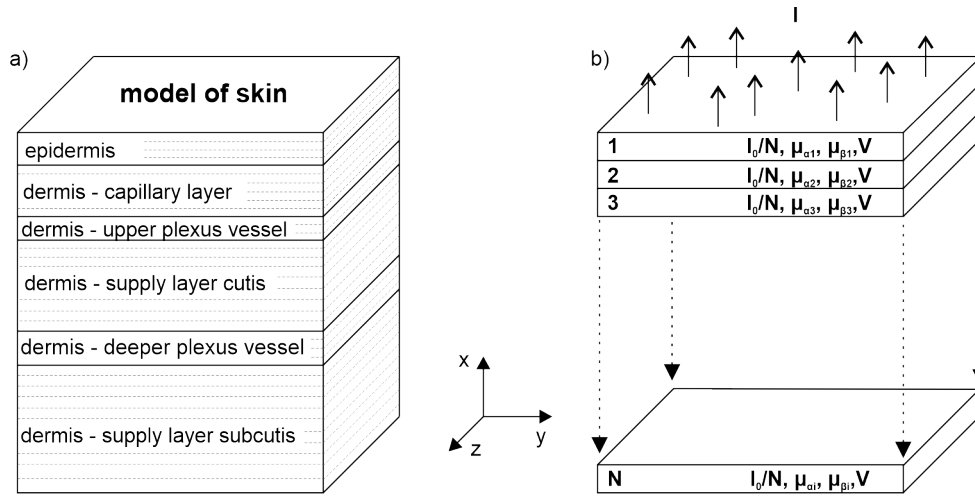 a)
model of skin
epidermis
dermis - capillary layer
dermis - upper plexus vessel
dermis - supply layer cutis
dermis - deeper plexus vessel
dermis - supply layer subcutis
x
y
z
b)
I
1 I₀/N, μα₁, μβ₁,V
2 I₀/N, μα₂, μβ₂,V
3 I₀/N, μα₃, μβ₃,V
N I₀/N, μαi, μβi,V